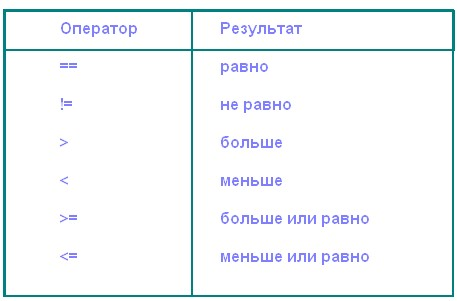 Оператор Результат
== равно
!= не равно
> больше
< меньше
>= больше или равно
<= меньше или равно